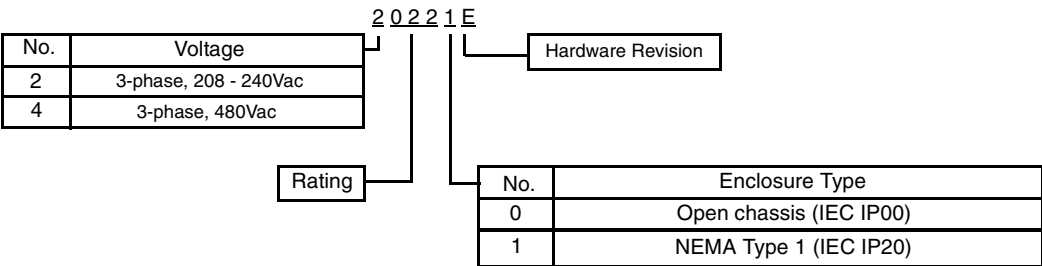 2 0 2 2 1 E
No. Voltage
2 3-phase, 208 - 240Vac
4 3-phase, 480Vac
Hardware Revision
Rating
No. Enclosure Type
0 Open chassis (IEC IP00)
1 NEMA Type 1 (IEC IP20)